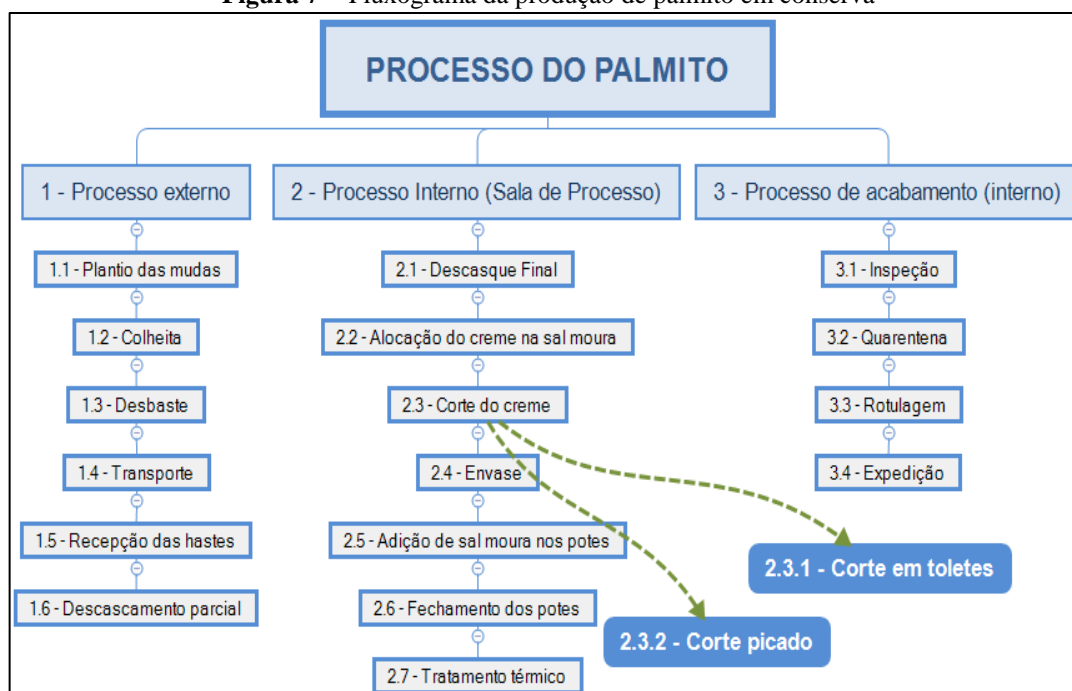 Figura 7 – Fluxograma da produção de palmito em conserva
PROCESSO DO PALMITO
1 - Processo externo
1.1 - Plantio das mudas
1.2 - Colheita
1.3 - Desbaste
1.4 - Transporte
1.5 - Recepção das hastes
1.6 - Descascamento parcial
2 - Processo Interno (Sala de Processo)
2.1 - Descasque Final
2.2 - Alocação do creme na sal moura
2.3 - Corte do creme
2.4 - Envase
2.5 - Adição de sal moura nos potes
2.6 - Fechamento dos potes
2.7 - Tratamento térmico
2.3.1 - Corte em toletes
2.3.2 - Corte picado
3 - Processo de acabamento (interno)
3.1 - Inspeção
3.2 - Quarentena
3.3 - Rotulagem
3.4 - Expedição